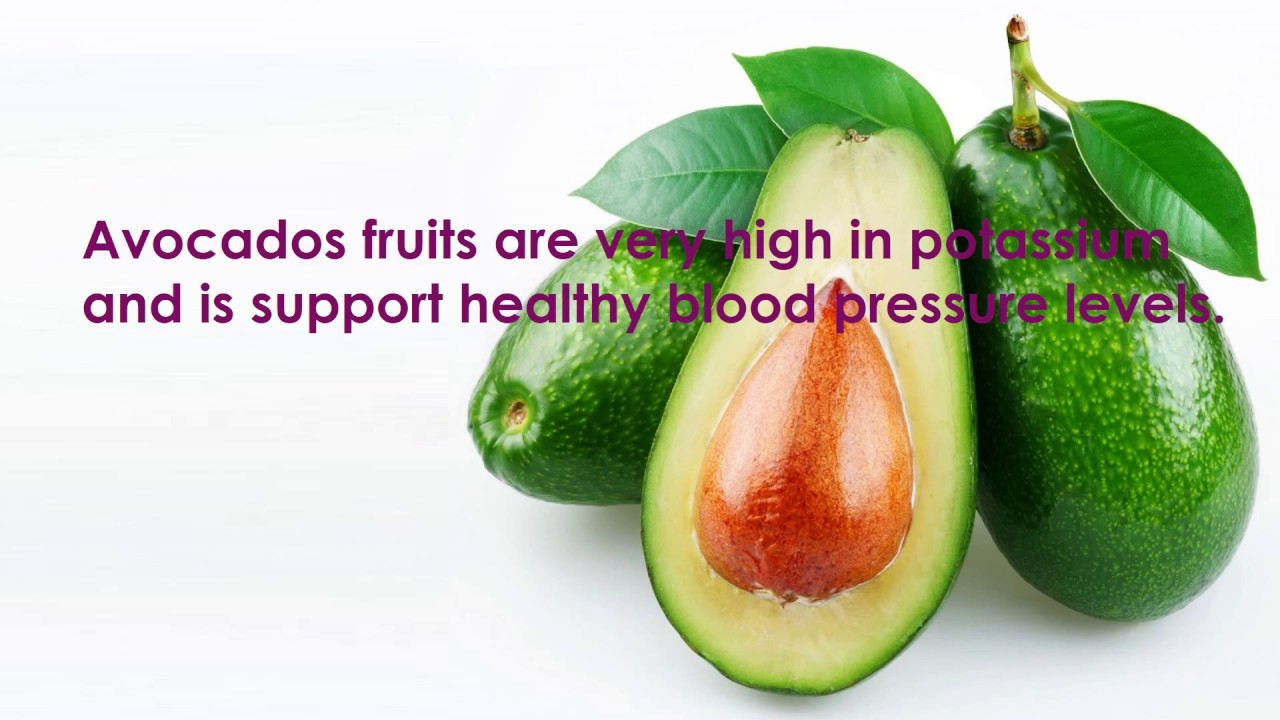 Avocados fruits are very high in potassium
and is support healthy blood pressure levels.